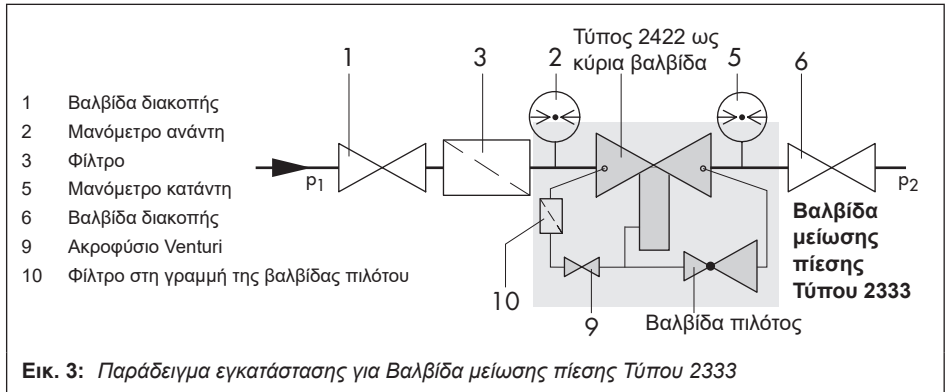 1 Βαλβίδα διακοπής
2 Μανόμετρο ανάντη
3 Φίλτρο
5 Μανόμετρο κατάντη
6 Βαλβίδα διακοπής
9 Ακροφύσιο Venturi
10 Φίλτρο στη γραμμή της βαλβίδας πιλότου
1
3
2
Τύπος 2422 ως
κύρια βαλβίδα
5
6
p1
p2
10
9
Βαλβίδα πιλότος
Βαλβίδα
μείωσης
πίεσης
Τύπου 2333
Εικ. 3: Παράδειγμα εγκατάστασης για Βαλβίδα μείωσης πίεσης Τύπου 2333